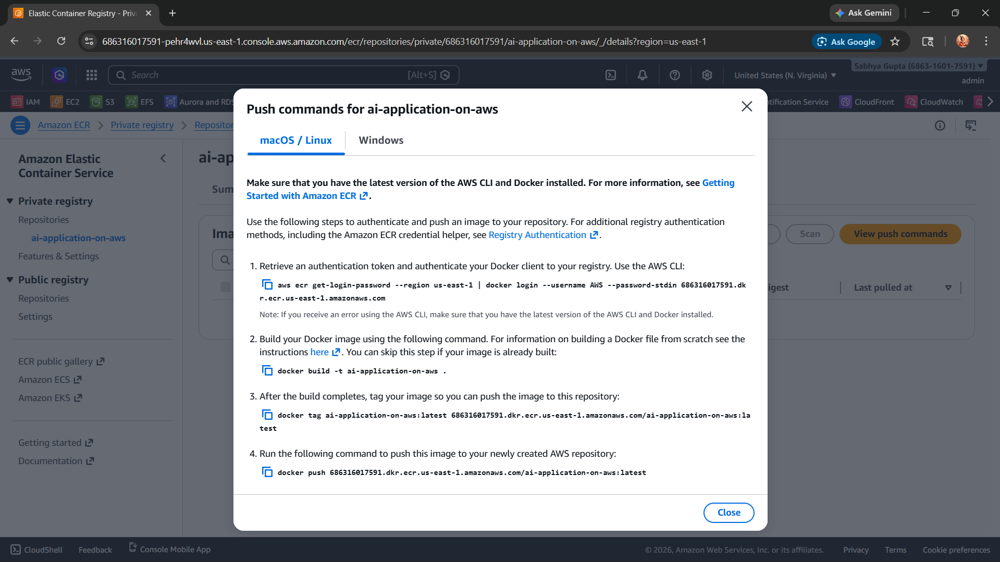 Elastic Container Registry - Priv
Ask Gemini
686316017591-pehr4wvl.us-east-1.console.aws.amazon.com/ecr/repositories/private/686316017591/ai-application-on-aws/_/details?region=us-east-1
Ask Google
aws
Search
[Alt+S]
United States (N. Virginia) ▼
Sabhya Gupta (6863-1601-7591) ▼
admin
IAM
EC2
S3
EFS
Aurora and RDS
tification Service
CloudFront
CloudWatch
Amazon ECR
Private registry
Repositor
Amazon Elastic
Container Service
Private registry
Repositories
ai-application-on-aws
Features & Settings
Public registry
Repositories
Settings
ECR public gallery
Amazon ECS
Amazon EKS
Getting started
Documentation
ai-ap
Sum
Ima
Scan
View push commands
igest
Last pulled at
Push commands for ai-application-on-aws
macOS / Linux
Windows
Make sure that you have the latest version of the AWS CLI and Docker installed. For more information, see Getting
Started with Amazon ECR .
Use the following steps to authenticate and push an image to your repository. For additional registry authentication
methods, including the Amazon ECR credential helper, see Registry Authentication .
1. Retrieve an authentication token and authenticate your Docker client to your registry. Use the AWS CLI:
aws ecr get-login-password --region us-east-1 | docker login --username AWS --password-stdin 686316017591.dk
r.ecr.us-east-1.amazonaws.com
Note: If you receive an error using the AWS CLI, make sure that you have the latest version of the AWS CLI and Docker installed.
2. Build your Docker image using the following command. For information on building a Docker file from scratch see the
instructions here . You can skip this step if your image is already built:
docker build -t ai-application-on-aws .
3. After the build completes, tag your image so you can push the image to this repository:
docker tag ai-application-on-aws:latest 686316017591.dkr.ecr.us-east-1.amazonaws.com/ai-application-on-aws:la
test
4. Run the following command to push this image to your newly created AWS repository:
docker push 686316017591.dkr.ecr.us-east-1.amazonaws.com/ai-application-on-aws:latest
Close
CloudShell
Feedback
Console Mobile App
© 2026, Amazon Web Services, Inc. or its affiliates.
Privacy
Terms
Cookie preferences